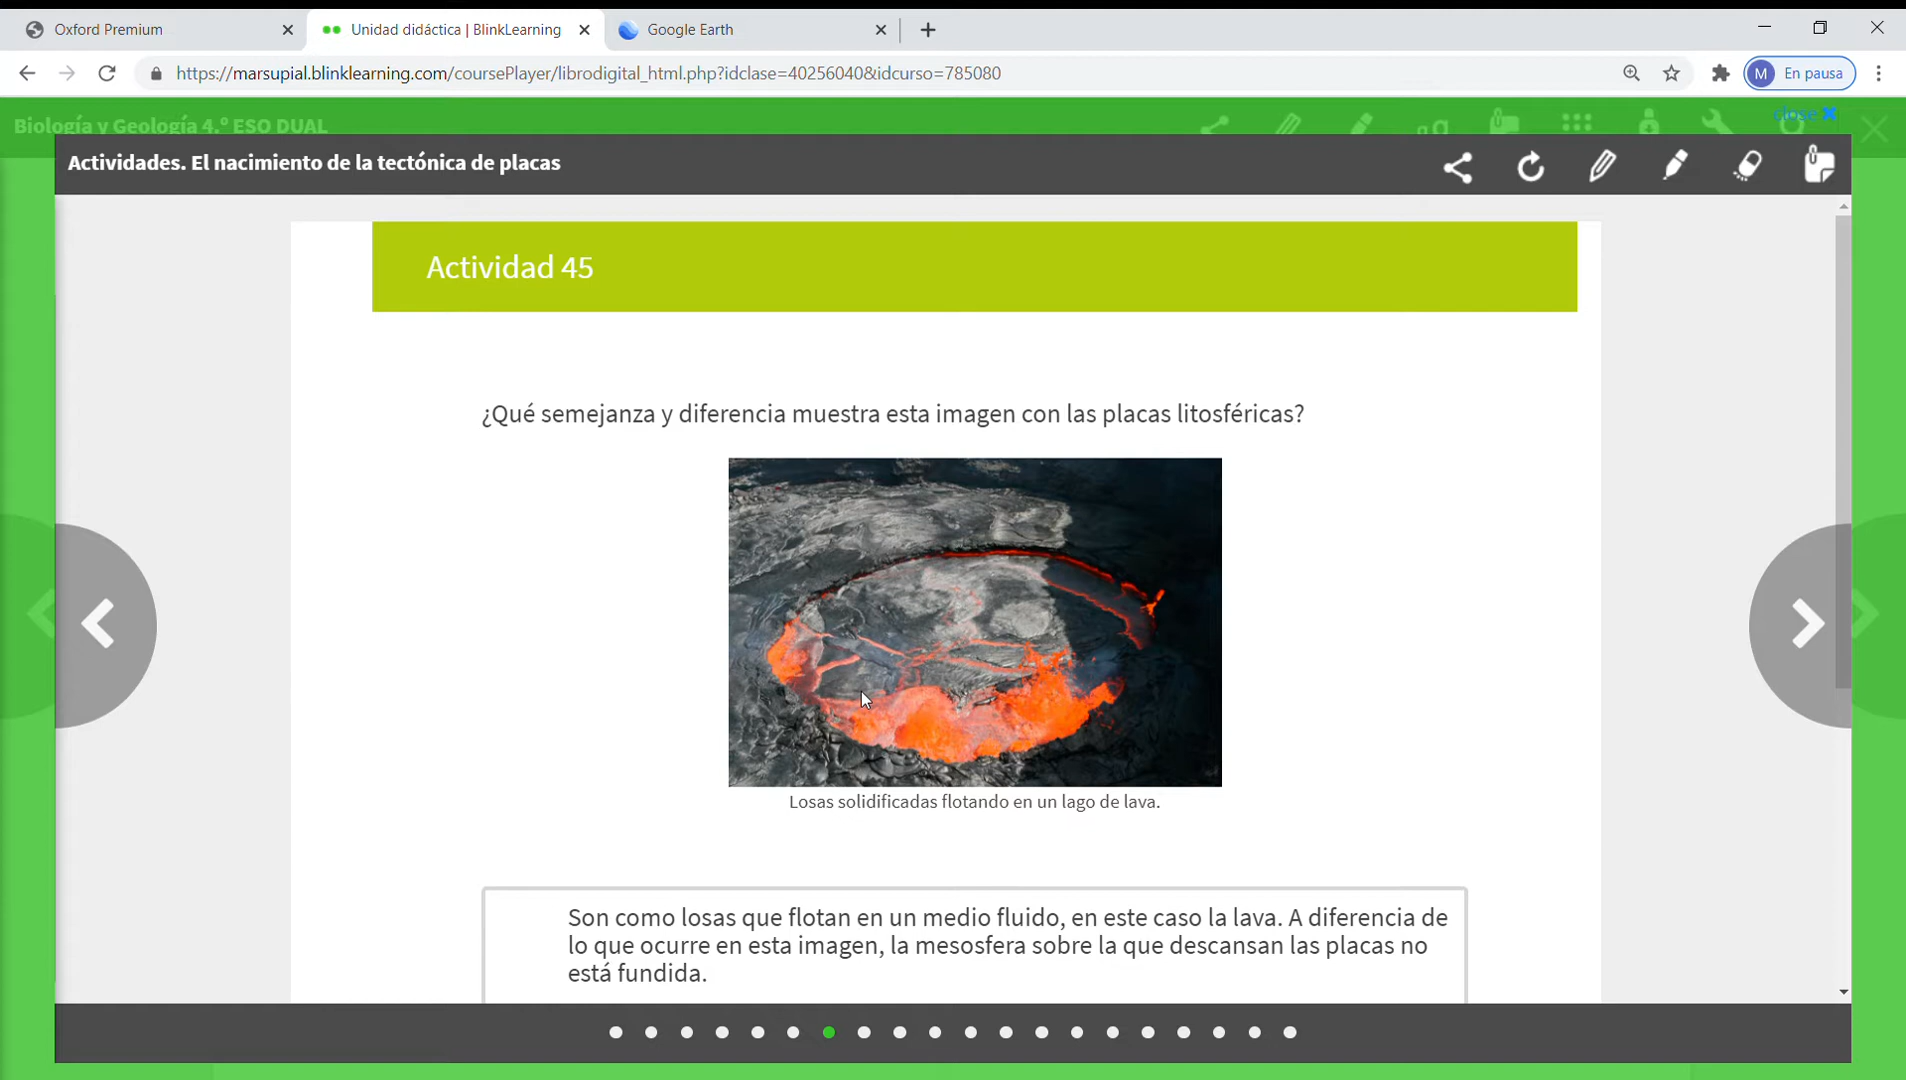 Oxford Premium
Unidad didáctica | BlinkLearning
Google Earth
https://marsupial.blinklearning.com/coursePlayer/librodigital_html.php?idclase=40256040&idcurso=785080
M
En pausa
close
Biología y Geología 4.º ESO DUAL
Actividades. El nacimiento de la tectónica de placas
Actividad 45
¿Qué semejanza y diferencia muestra esta imagen con las placas litosféricas?
Losas solidificadas flotando en un lago de lava.
Son como losas que flotan en un medio fluido, en este caso la lava. A diferencia de
lo que ocurre en esta imagen, la mesosfera sobre la que descansan las placas no
está fundida.